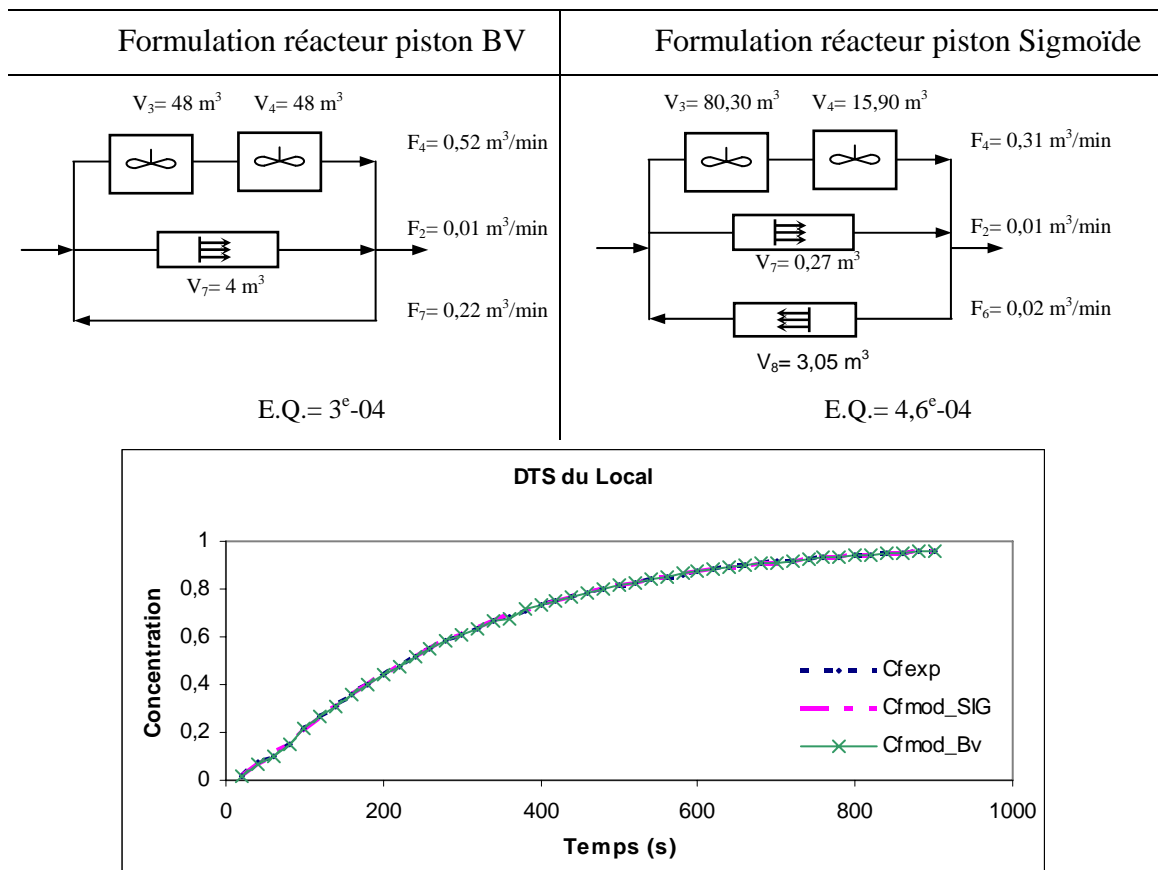 Formulation réacteur piston BV
Formulation réacteur piston Sigmoïde
V3= 48 m³ V4= 48 m³
F4= 0,52 m³/min
F2= 0,01 m³/min
V7= 4 m³
F7= 0,22 m³/min
E.Q.= 3ᵉ-04
V3= 80,30 m³ V4= 15,90 m³
F4= 0,31 m³/min
F2= 0,01 m³/min
V7= 0,27 m³
F6= 0,02 m³/min
V8= 3,05 m³
E.Q.= 4,6ᵉ-04
DTS du Local
Concentration
1
0,8
0,6
0,4
0,2
0
0 200 400 600 800 1000
Temps (s)
Cfexp
Cfmod_SIG
Cfmod_Bv